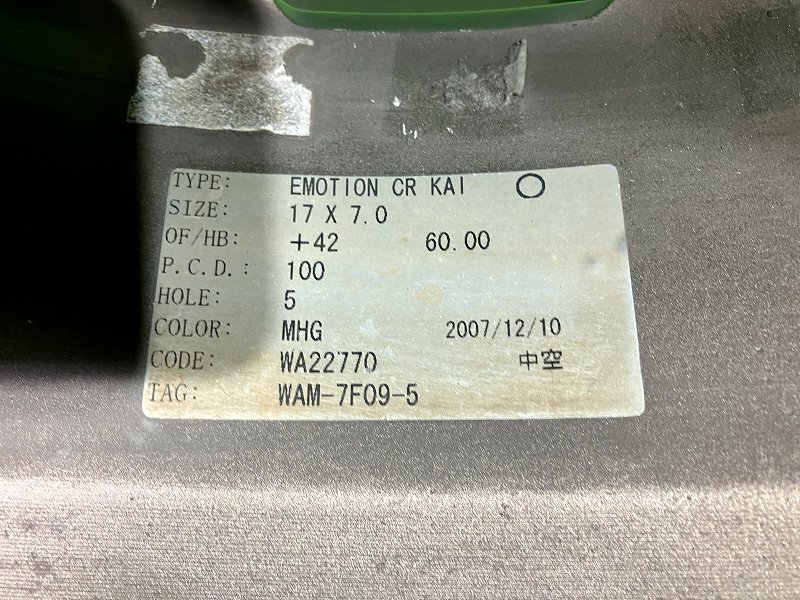 TYPE: EMOTION CR KAI ○
SIZE: 17 X 7.0
OF/HB: +42 60.00
P.C.D.: 100
HOLE: 5
COLOR: MHG 2007/12/10
CODE: WA22770 中空
TAG: WAM-7F09-5